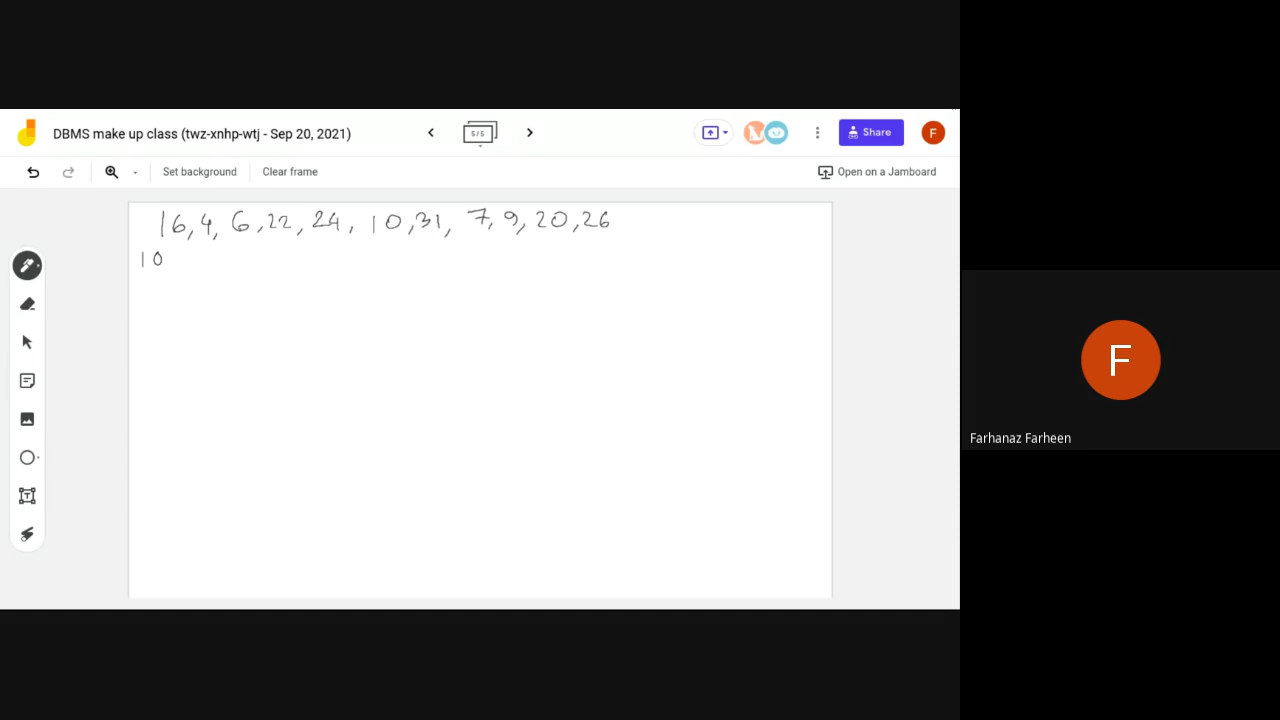 DBMS make up class (twz-xnhp-wtj - Sep 20, 2021)
5/5
Share
F
Set background
Clear frame
Open on a Jamboard
16, 4, 6, 22, 24, 10, 31, 7, 9, 20, 26
10
F
Farhanaz Farheen